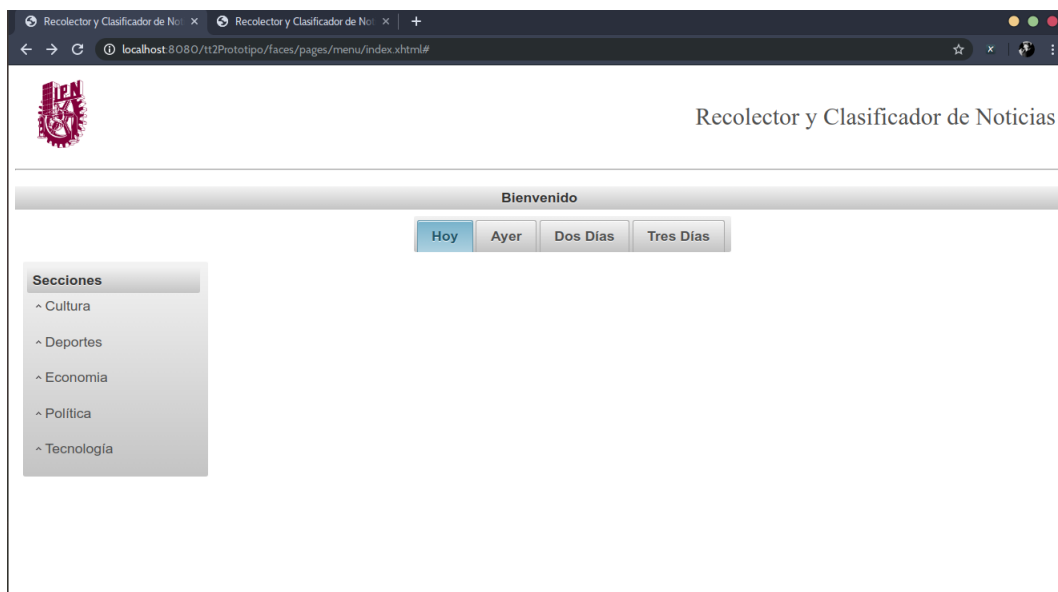 Recolector y Clasificador de Not Recolector y Clasificador de Not
localhost:8080/tt2Prototipo/faces/pages/menu/index.xhtml#
IPN
Recolector y Clasificador de Noticias
Bienvenido
Hoy Ayer Dos Días Tres Días
Secciones
Cultura
Deportes
Economia
Política
Tecnología